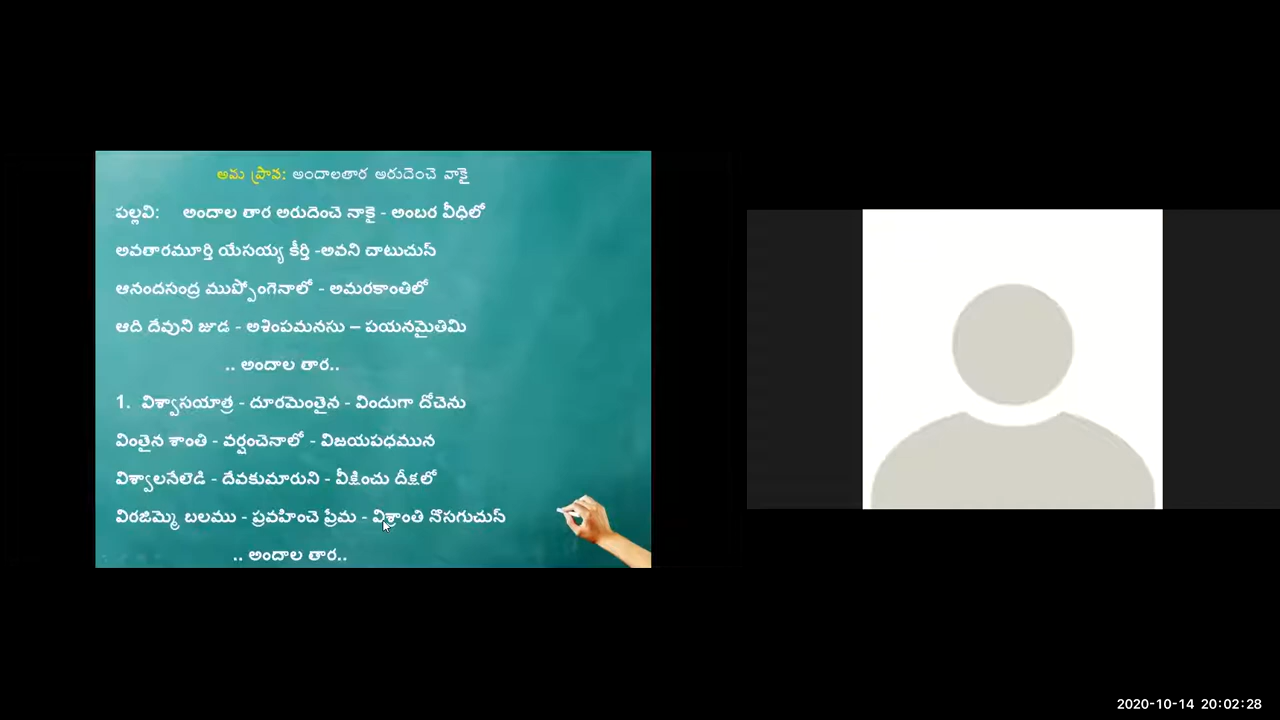 అను ప్రావ: అందాలతార అరుదెంచె వాకై
పల్లవి: అందాల తార అరుదెంచె నాకై - అంబర వీధిలో
అవతారమూర్తి యేసయ్య కీర్తి -అవని చాటుచున్
ఆనందసంద్ర ముప్పోంగెనాలో - అమరకాంతిలో
ఆది దేవుని జూడ - అశింపమనసు – పయనమైతిమి
.. అందాల తార..
1. విశ్వాసయాత్ర - దూరమెంతైన - విందుగా దోచెను
వింతైన శాంతి - వర్షంచెనాలో - విజయపధమున
విశ్వాలనేలెడి - దేవకుమారుని - వీక్షించు దీక్షలో
విరజిమ్మె బలము - ప్రవహించె ప్రేమ - విశ్రాంతి నొసగుచున్
.. అందాల తార..
2020-10-14 20:02:28